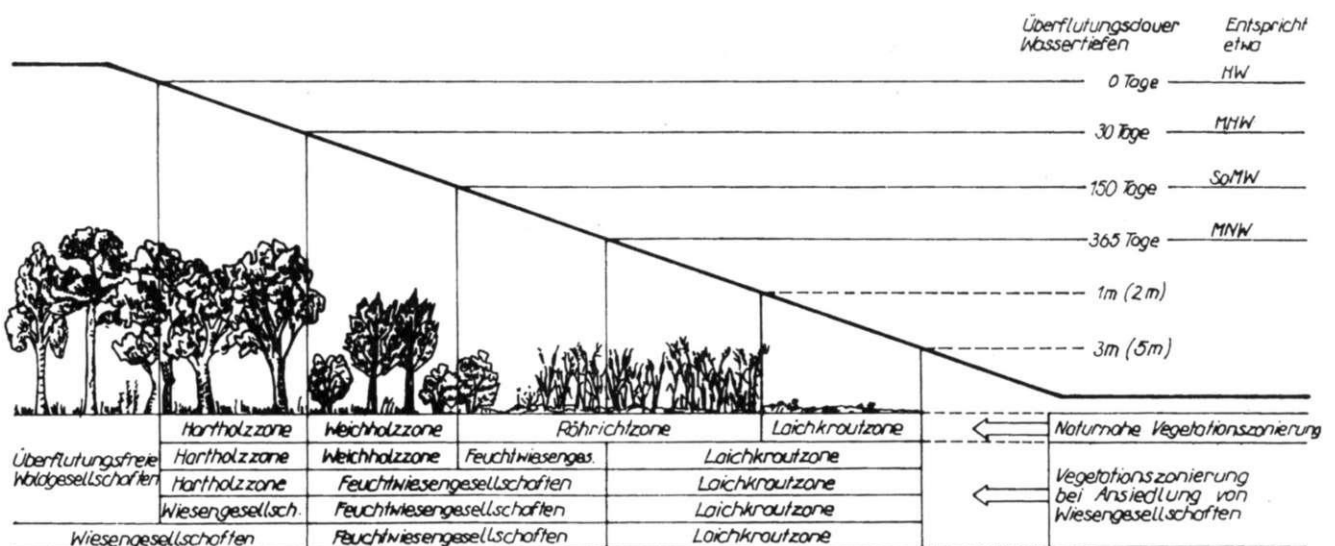 Überflutungsdauer Entspricht
Wassertiefen etwa
0 Tage HW
30 Tage MHW
150 Tage SoMW
365 Tage MNW
1m (2m)
3m (5m)
Hartholzzone Weichholzzone Röhrichtzone Laichkrautzone Naturnahe Vegetationszonierung
Überflutungsfreie
Waldgesellschaften
Hartholzzone Weichholzzone Feuchtwiesenges. Laichkrautzone
Hartholzzone Feuchtwiesengesellschaften Laichkrautzone
Wiesengesellsch. Feuchtwiesengesellschaften Laichkrautzone
Vegetationszonierung
bei Ansiedlung von
Wiesengesellschaften
Wiesengesellschaften Feuchtwiesengesellschaften Laichkrautzone